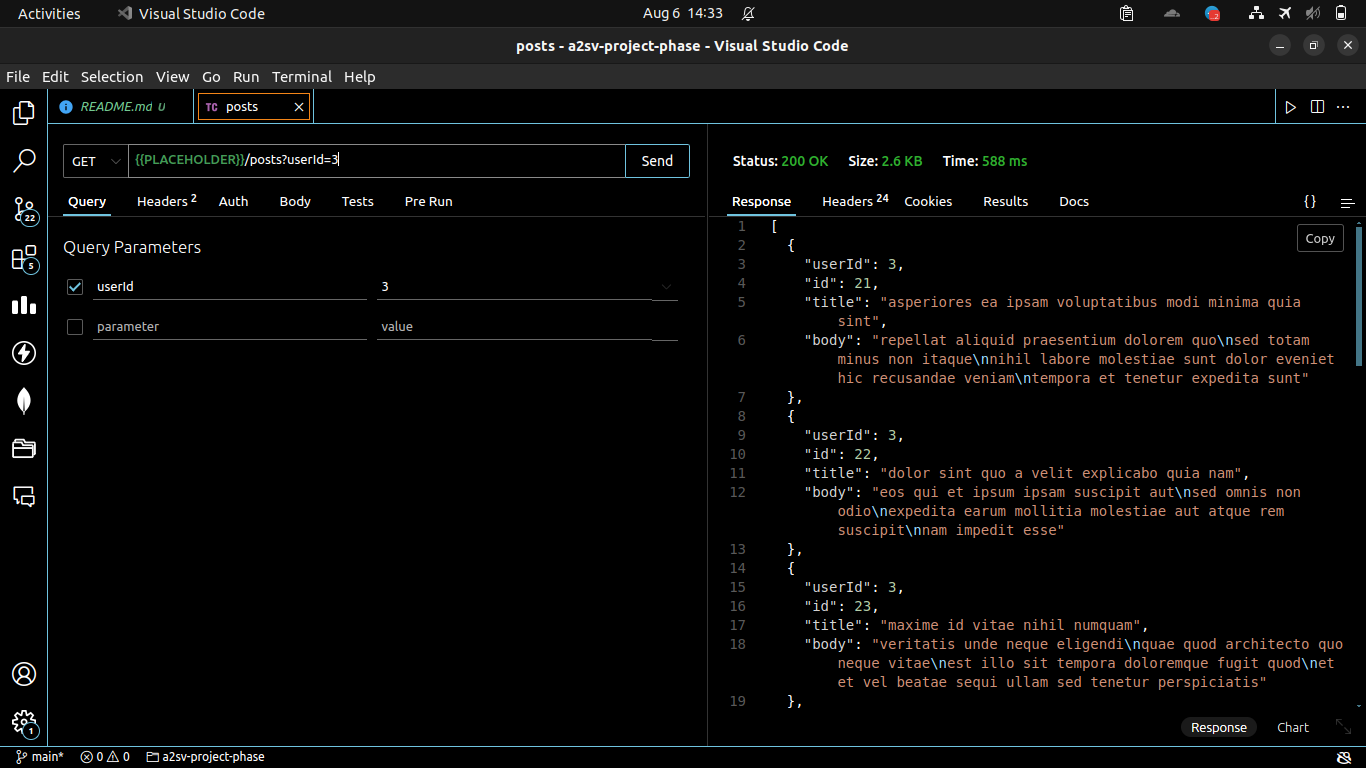 Activities Visual Studio Code Aug 6 14:33
posts - a2sv-project-phase - Visual Studio Code
File Edit Selection View Go Run Terminal Help
README.md U TC posts
GET {{PLACEHOLDER}}/posts?userId=3 Send
Status: 200 OK Size: 2.6 KB Time: 588 ms
Query Headers 2 Auth Body Tests Pre Run
Response Headers 24 Cookies Results Docs {}
Query Parameters
userId 3
parameter value
22
5
1
Copy
1 [
2 {
3 "userId": 3,
4 "id": 21,
5 "title": "asperiores ea ipsam voluptatibus modi minima quia
sint",
6 "body": "repellat aliquid praesentium dolorem quo\nsed totam
minus non itaque\nnihil labore molestiae sunt dolor eveniet
hic recusandae veniam\ntempora et tenetur expedita sunt"
7 },
8 {
9 "userId": 3,
10 "id": 22,
11 "title": "dolor sint quo a velit explicabo quia nam",
12 "body": "eos qui et ipsum ipsam suscipit aut\nsed omnis non
odio\nexpedita earum mollitia molestiae aut atque rem
suscipit\nnam impedit esse"
13 },
14 {
15 "userId": 3,
16 "id": 23,
17 "title": "maxime id vitae nihil numquam",
18 "body": "veritatis unde neque eligendi\nquae quod architecto quo
neque vitae\nest illo sit tempora doloremque fugit quod\net
et vel beatae sequi ullam sed tenetur perspiciatis"
19 },
Response Chart
main* 0 0 a2sv-project-phase